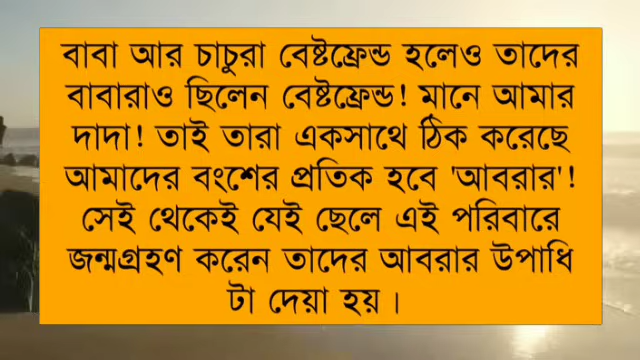 বাবা আর চাচুরা বেষ্টফ্রেন্ড হলেও তাদের
বাবারাও ছিলেন বেষ্টফ্রেন্ড! মানে আমার
দাদা! তাই তারা একসাথে ঠিক করেছে
আমাদের বংশের প্রতিক হবে 'আবরার'!
সেই থেকেই যেই ছেলে এই পরিবারে
জন্মগ্রহণ করেন তাদের আবরার উপাধি
টা দেয়া হয়।